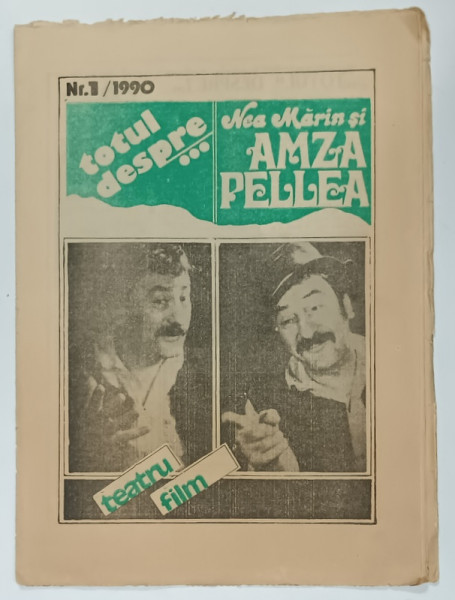 Nr.1/1990
totul
despre...
Nea Mărin și
AMZA
PELLEA
teatru
film